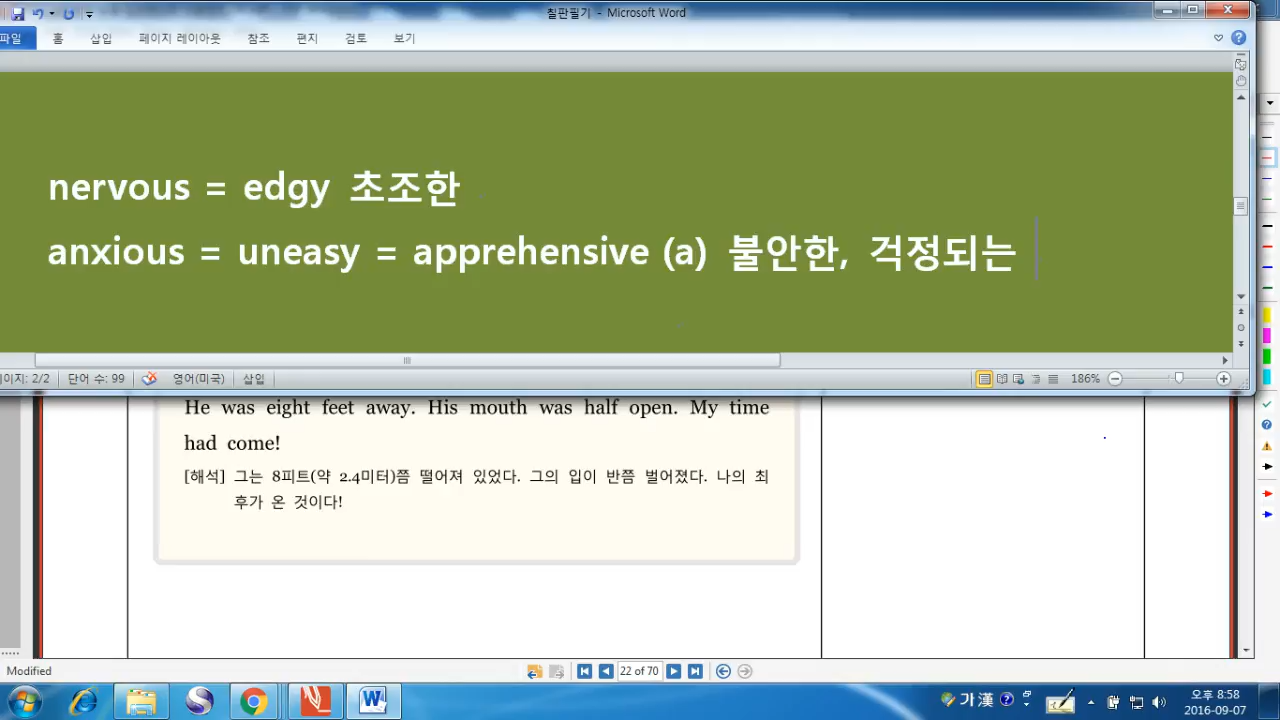 칠판필기 - Microsoft Word
파일 홈 삽입 페이지 레이아웃 참조 편지 검토 보기
nervous = edgy 초조한
anxious = uneasy = apprehensive (a) 불안한, 걱정되는
이지: 2/2 단어 수: 99 영어(미국) 삽입 186%
He was eight feet away. His mouth was half open. My time
had come!
[해석] 그는 8피트(약 2.4미터)쯤 떨어져 있었다. 그의 입이 반쯤 벌어졌다. 나의 최
후가 온 것이다!
Modified 22 of 70
가 漢 오후 8:58
2016-09-07